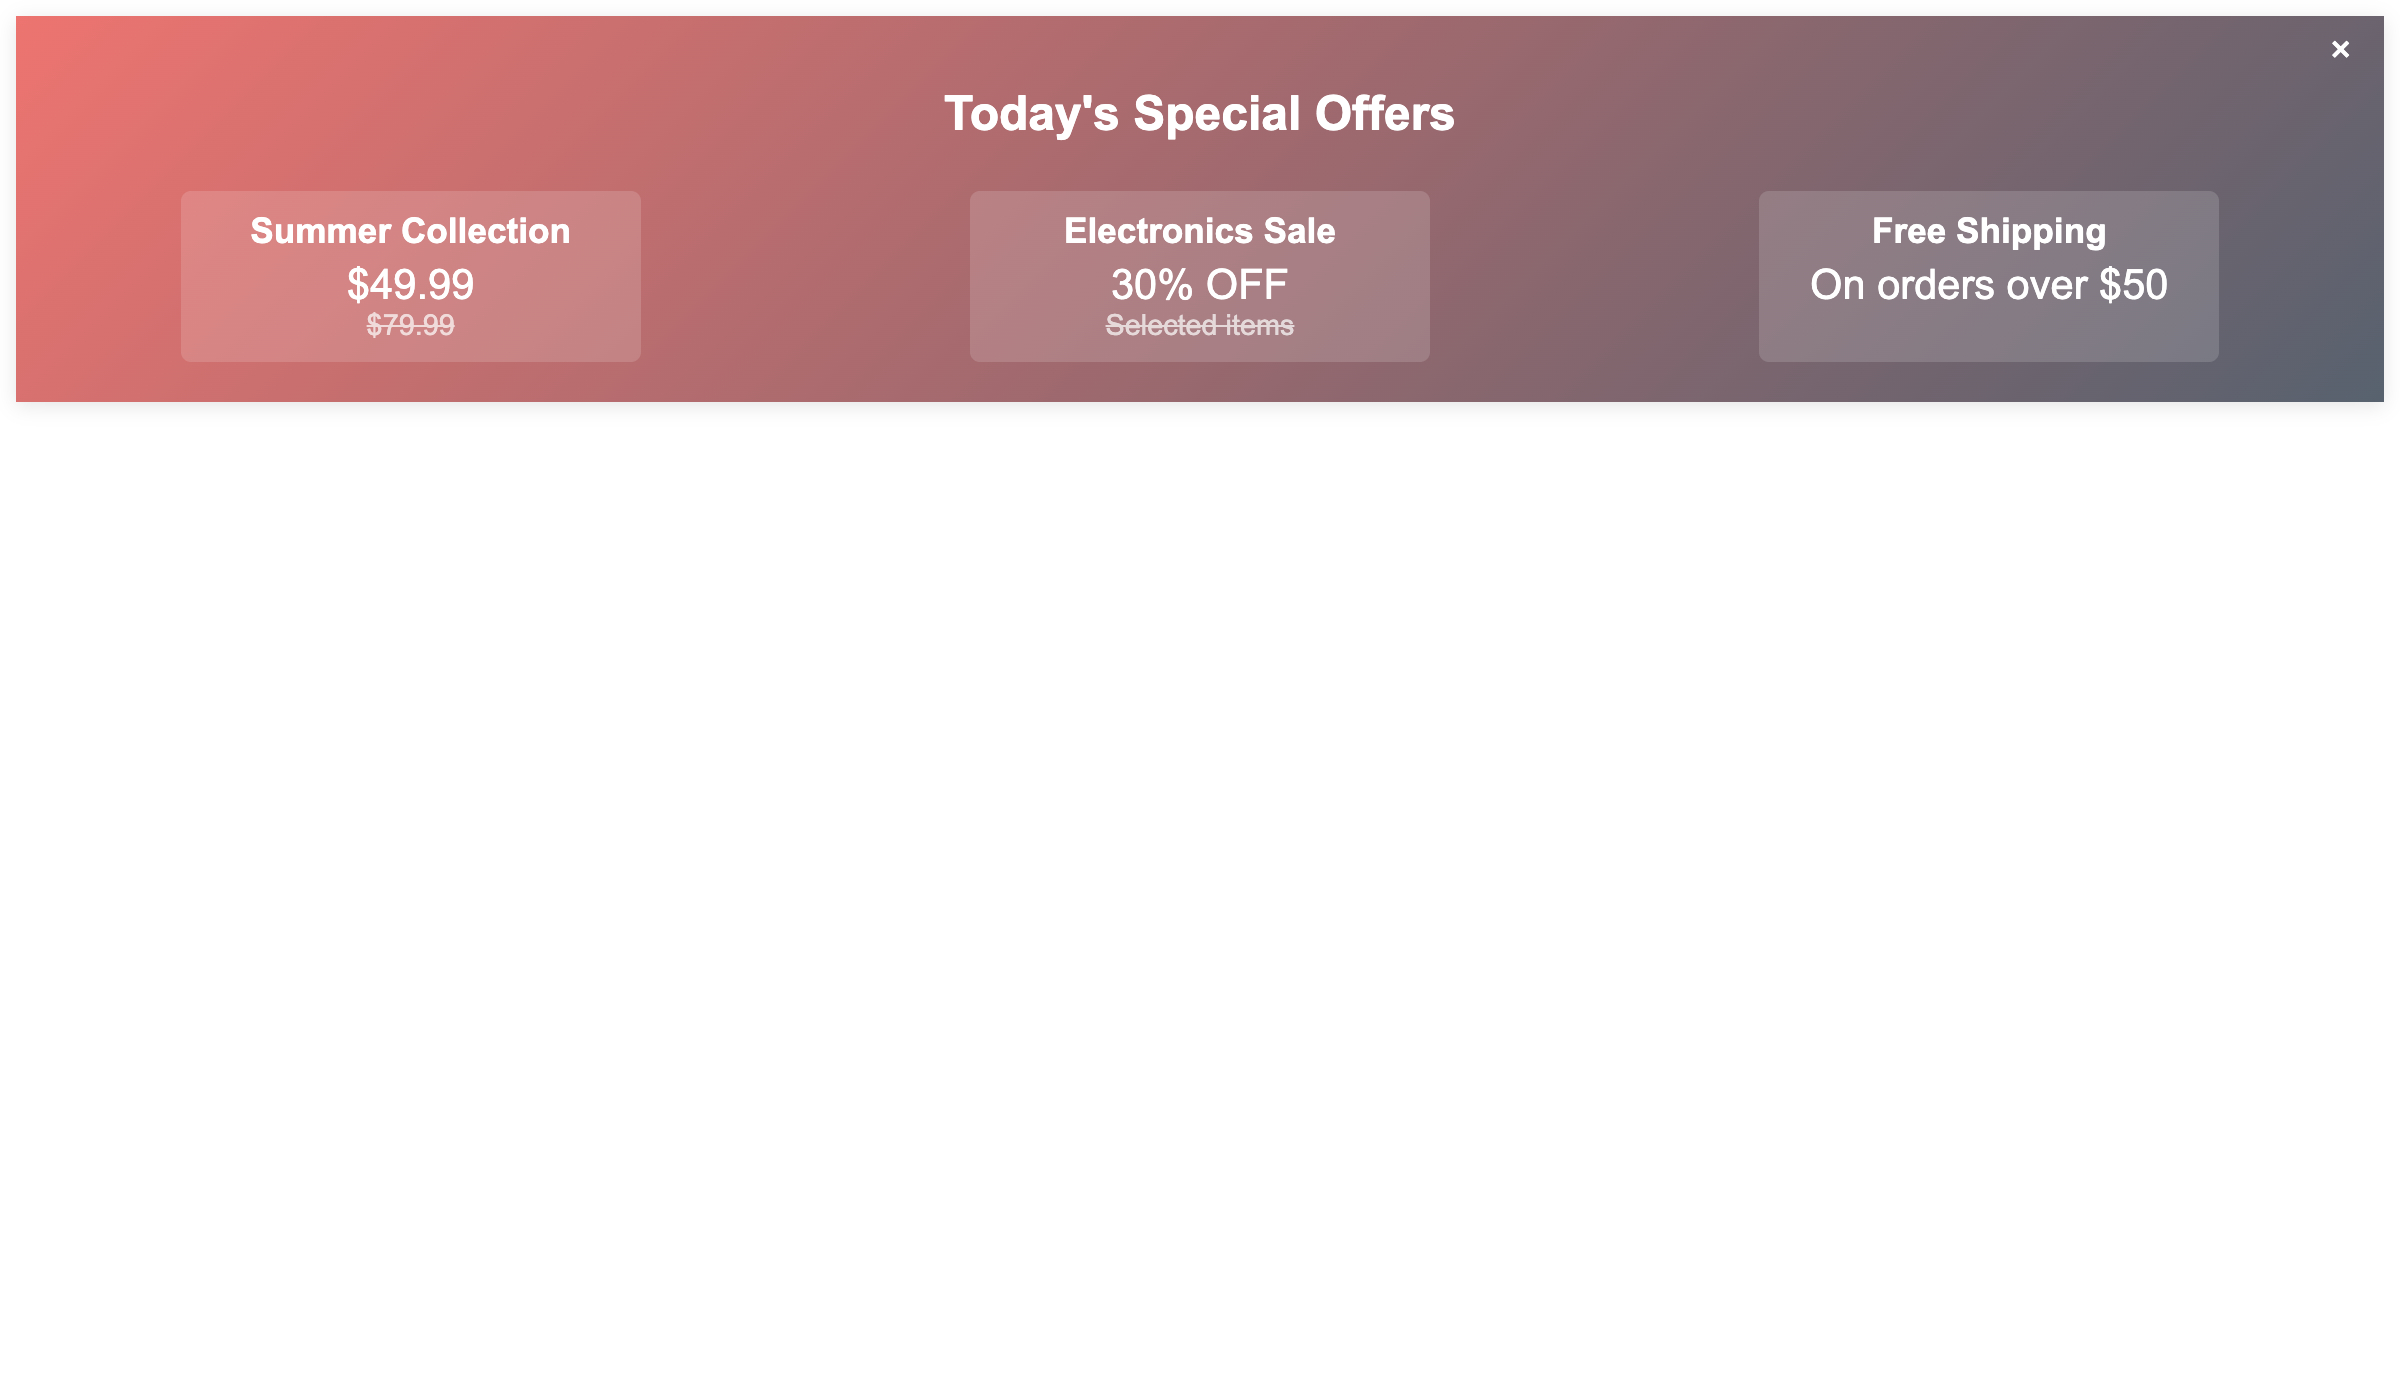 ×
Today's Special Offers
Summer Collection
$49.99
$79.99
Electronics Sale
30% OFF
Selected items
Free Shipping
On orders over $50